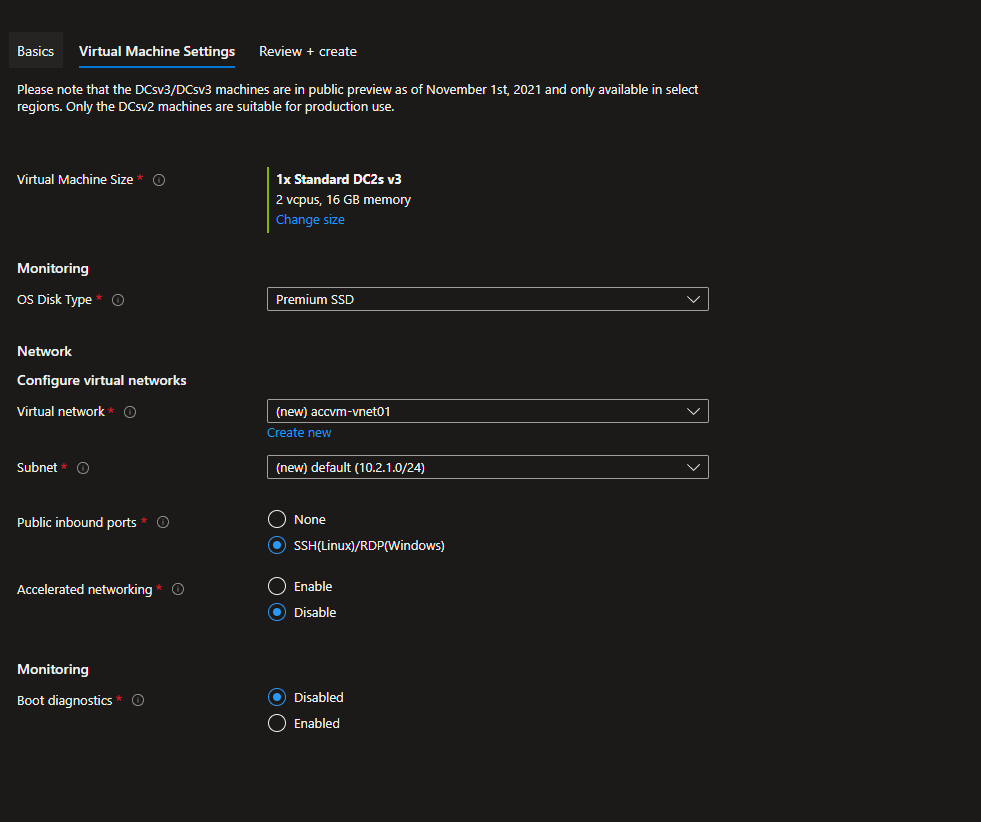 Basics Virtual Machine Settings Review + create
Please note that the DCsv3/DCsv3 machines are in public preview as of November 1st, 2021 and only available in select
regions. Only the DCsv2 machines are suitable for production use.
Virtual Machine Size * 1x Standard DC2s v3
2 vcpus, 16 GB memory
Change size
Monitoring
OS Disk Type * Premium SSD
Network
Configure virtual networks
Virtual network * (new) accvm-vnet01
Create new
Subnet * (new) default (10.2.1.0/24)
Public inbound ports * None
SSH(Linux)/RDP(Windows)
Accelerated networking * Enable
Disable
Monitoring
Boot diagnostics * Disabled
Enabled